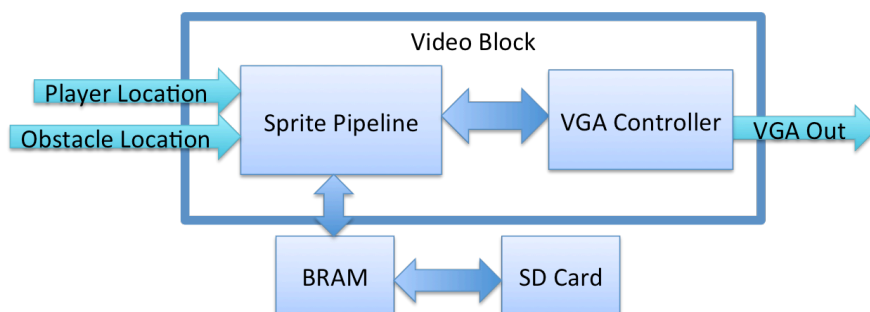 Video Block
Player Location
Obstacle Location
Sprite Pipeline
VGA Controller
VGA Out
BRAM
SD Card